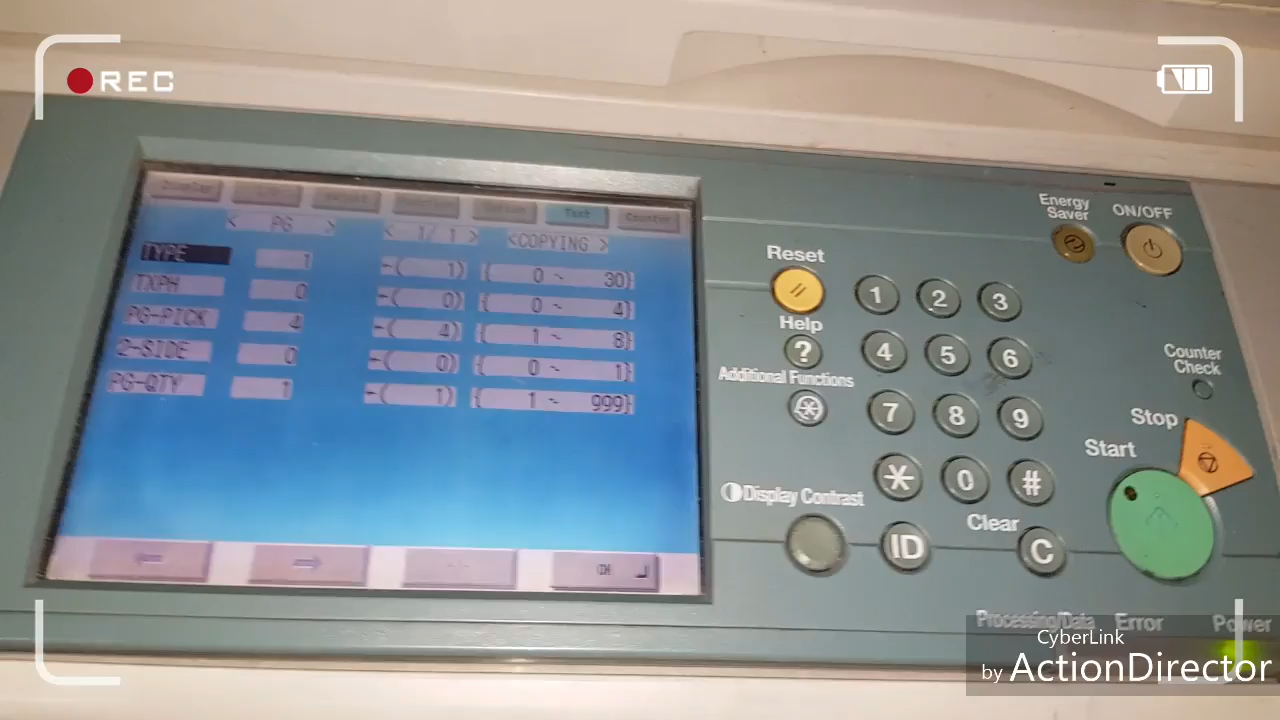 REC
Display
Text
Counter
< PG >
< 1/ 1 >
<COPYING >
TYPE 1 ←( 1) { 0 ~ 30}
TXPH 0 ←( 0) { 0 ~ 4}
PG-PICK 4 ←( 4) { 1 ~ 8}
2-SIDE 0 ←( 0) { 0 ~ 1}
PG-QTY 1 ←( 1) { 1 ~ 999}
OK
Energy
Saver
ON/OFF
Reset
1 2 3
Help
?
4 5 6
Counter
Check
Additional Functions
7 8 9
Stop
Start
0 #
Display Contrast
ID
Clear
C
Processing/Data Error Power
CyberLink
by ActionDirector